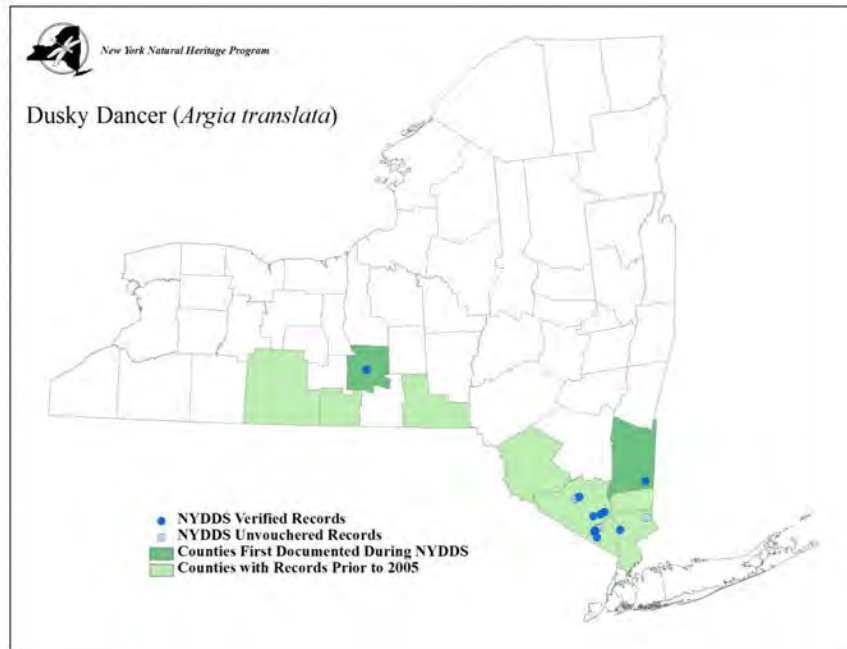 New York Natural Heritage Program
Dusky Dancer (Argia translata)
NYDDS Verified Records
NYDDS Unvouchered Records
Counties First Documented During NYDDS
Counties with Records Prior to 2005